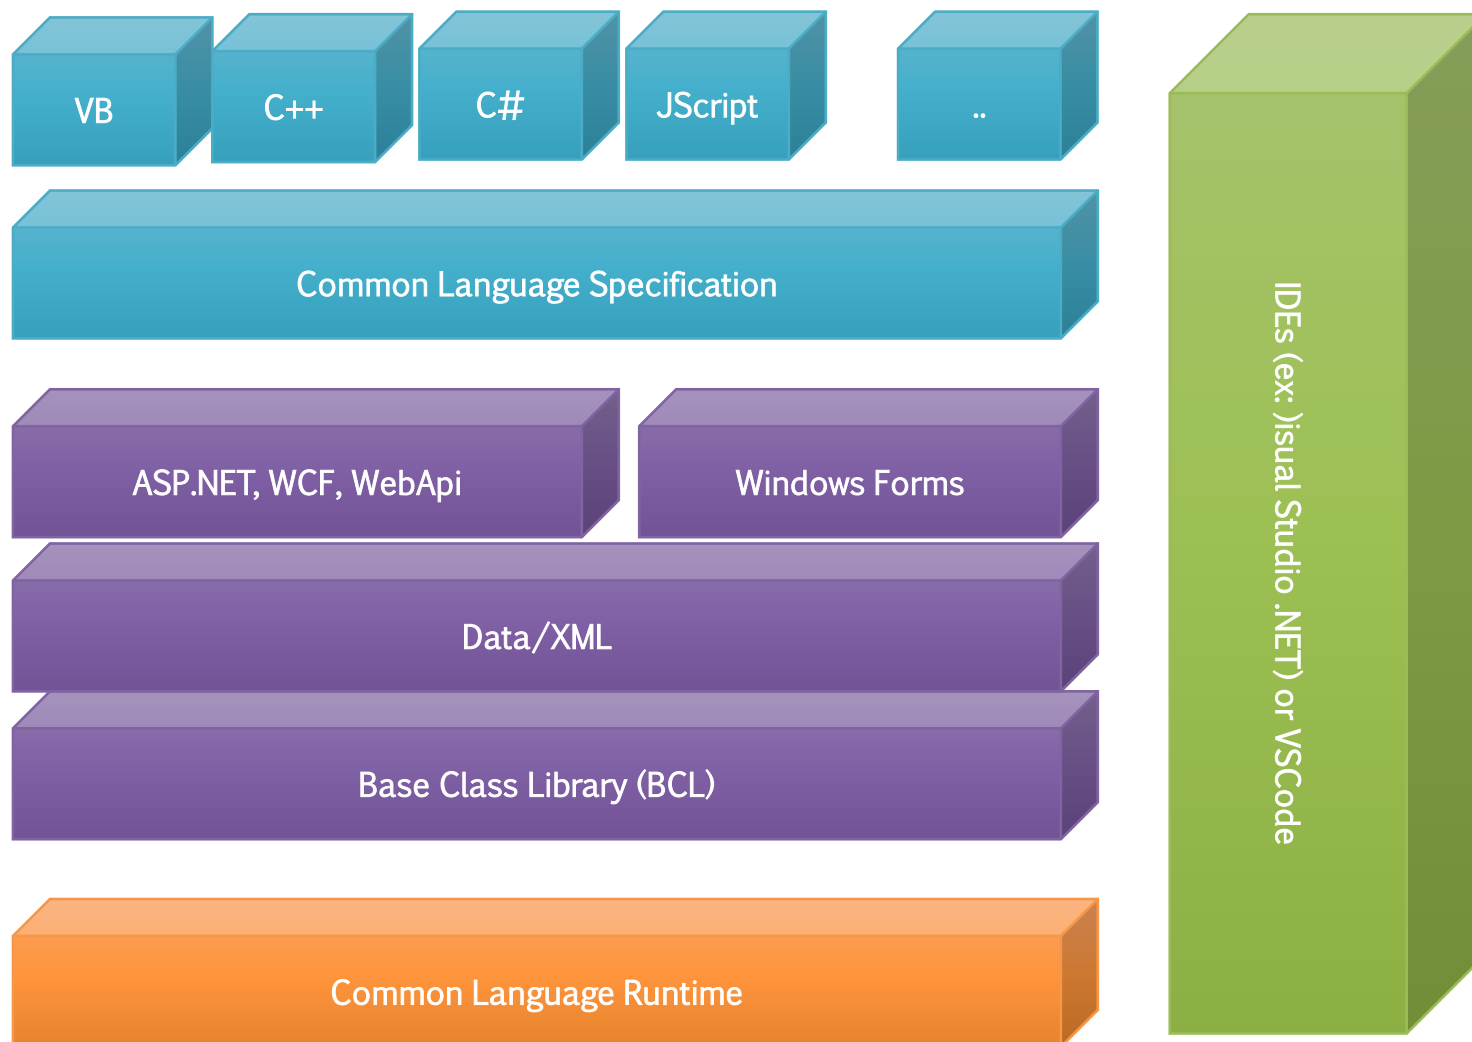 VB
C++
C#
JScript
..
Common Language Specification
ASP.NET, WCF, WebApi
Windows Forms
Data/XML
Base Class Library (BCL)
Common Language Runtime
IDEs (ex: )isual Studio .NET) or VSCode